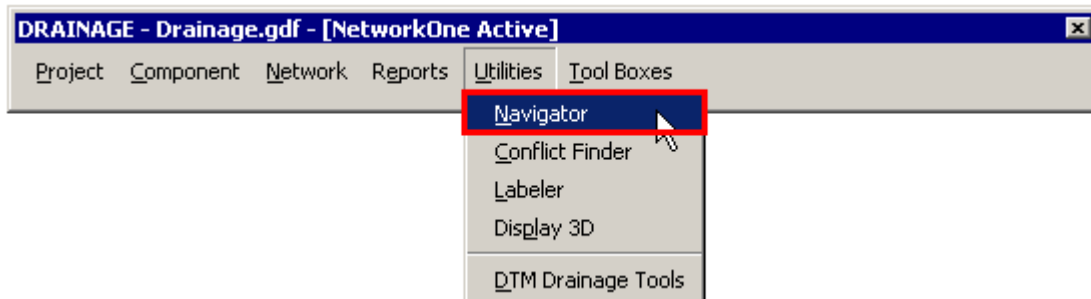 DRAINAGE - Drainage.gdf - [NetworkOne Active]
Project Component Network Reports Utilities Tool Boxes
Navigator
Conflict Finder
Labeler
Display 3D
DTM Drainage Tools